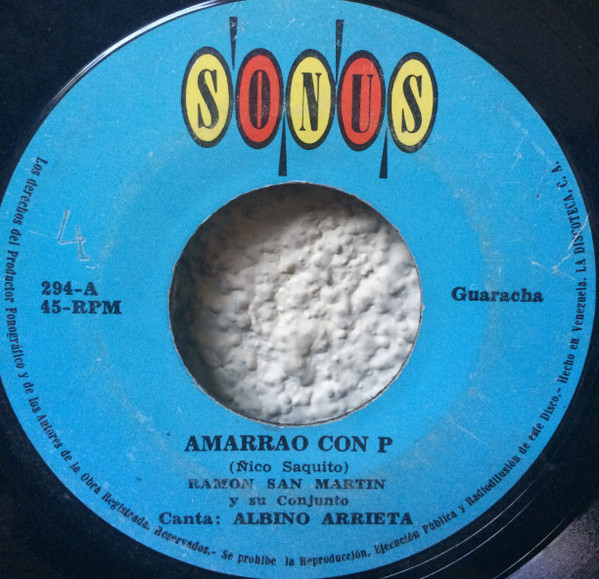 SONUS
4
294-A
45-RPM
Guaracha
AMARRAO CON P
(Ñico Saquito)
RAMON SAN MARTIN
y su Conjunto
Canta: ALBINO ARRIETA
Los derechos del Productor Fonográfico y de los Autores de la Obra Registrada. Reservados.- Se prohibe la Reproducción, Ejecución Pública y Radiodifusión de este Disco.- Hecho en Venezuela. LA DISCOTECA, C. A.